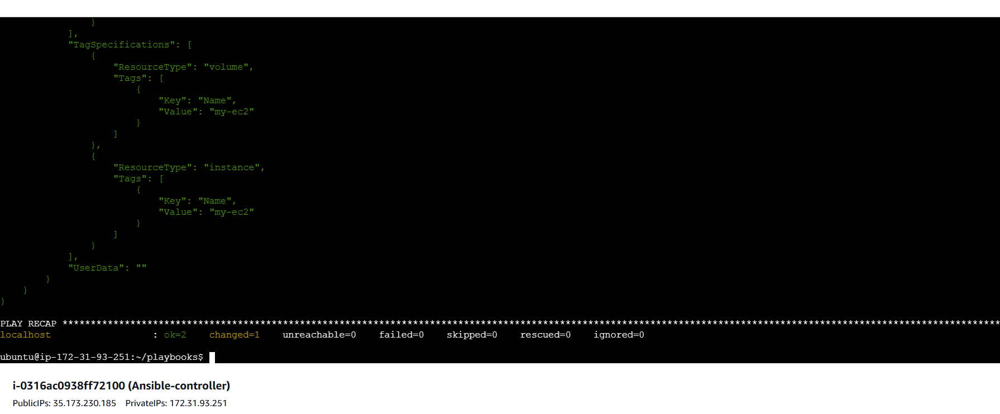 }
],
"TagSpecifications": [
{
"ResourceType": "volume",
"Tags": [
{
"Key": "Name",
"Value": "my-ec2"
}
]
},
{
"ResourceType": "instance",
"Tags": [
{
"Key": "Name",
"Value": "my-ec2"
}
]
}
],
"UserData": ""
}
}
}
PLAY RECAP **********************************************************************************************************************************************************************
localhost : ok=2 changed=1 unreachable=0 failed=0 skipped=0 rescued=0 ignored=0
ubuntu@ip-172-31-93-251:~/playbooks$
i-0316ac0938ff72100 (Ansible-controller)
PublicIPs: 35.173.230.185 PrivateIPs: 172.31.93.251